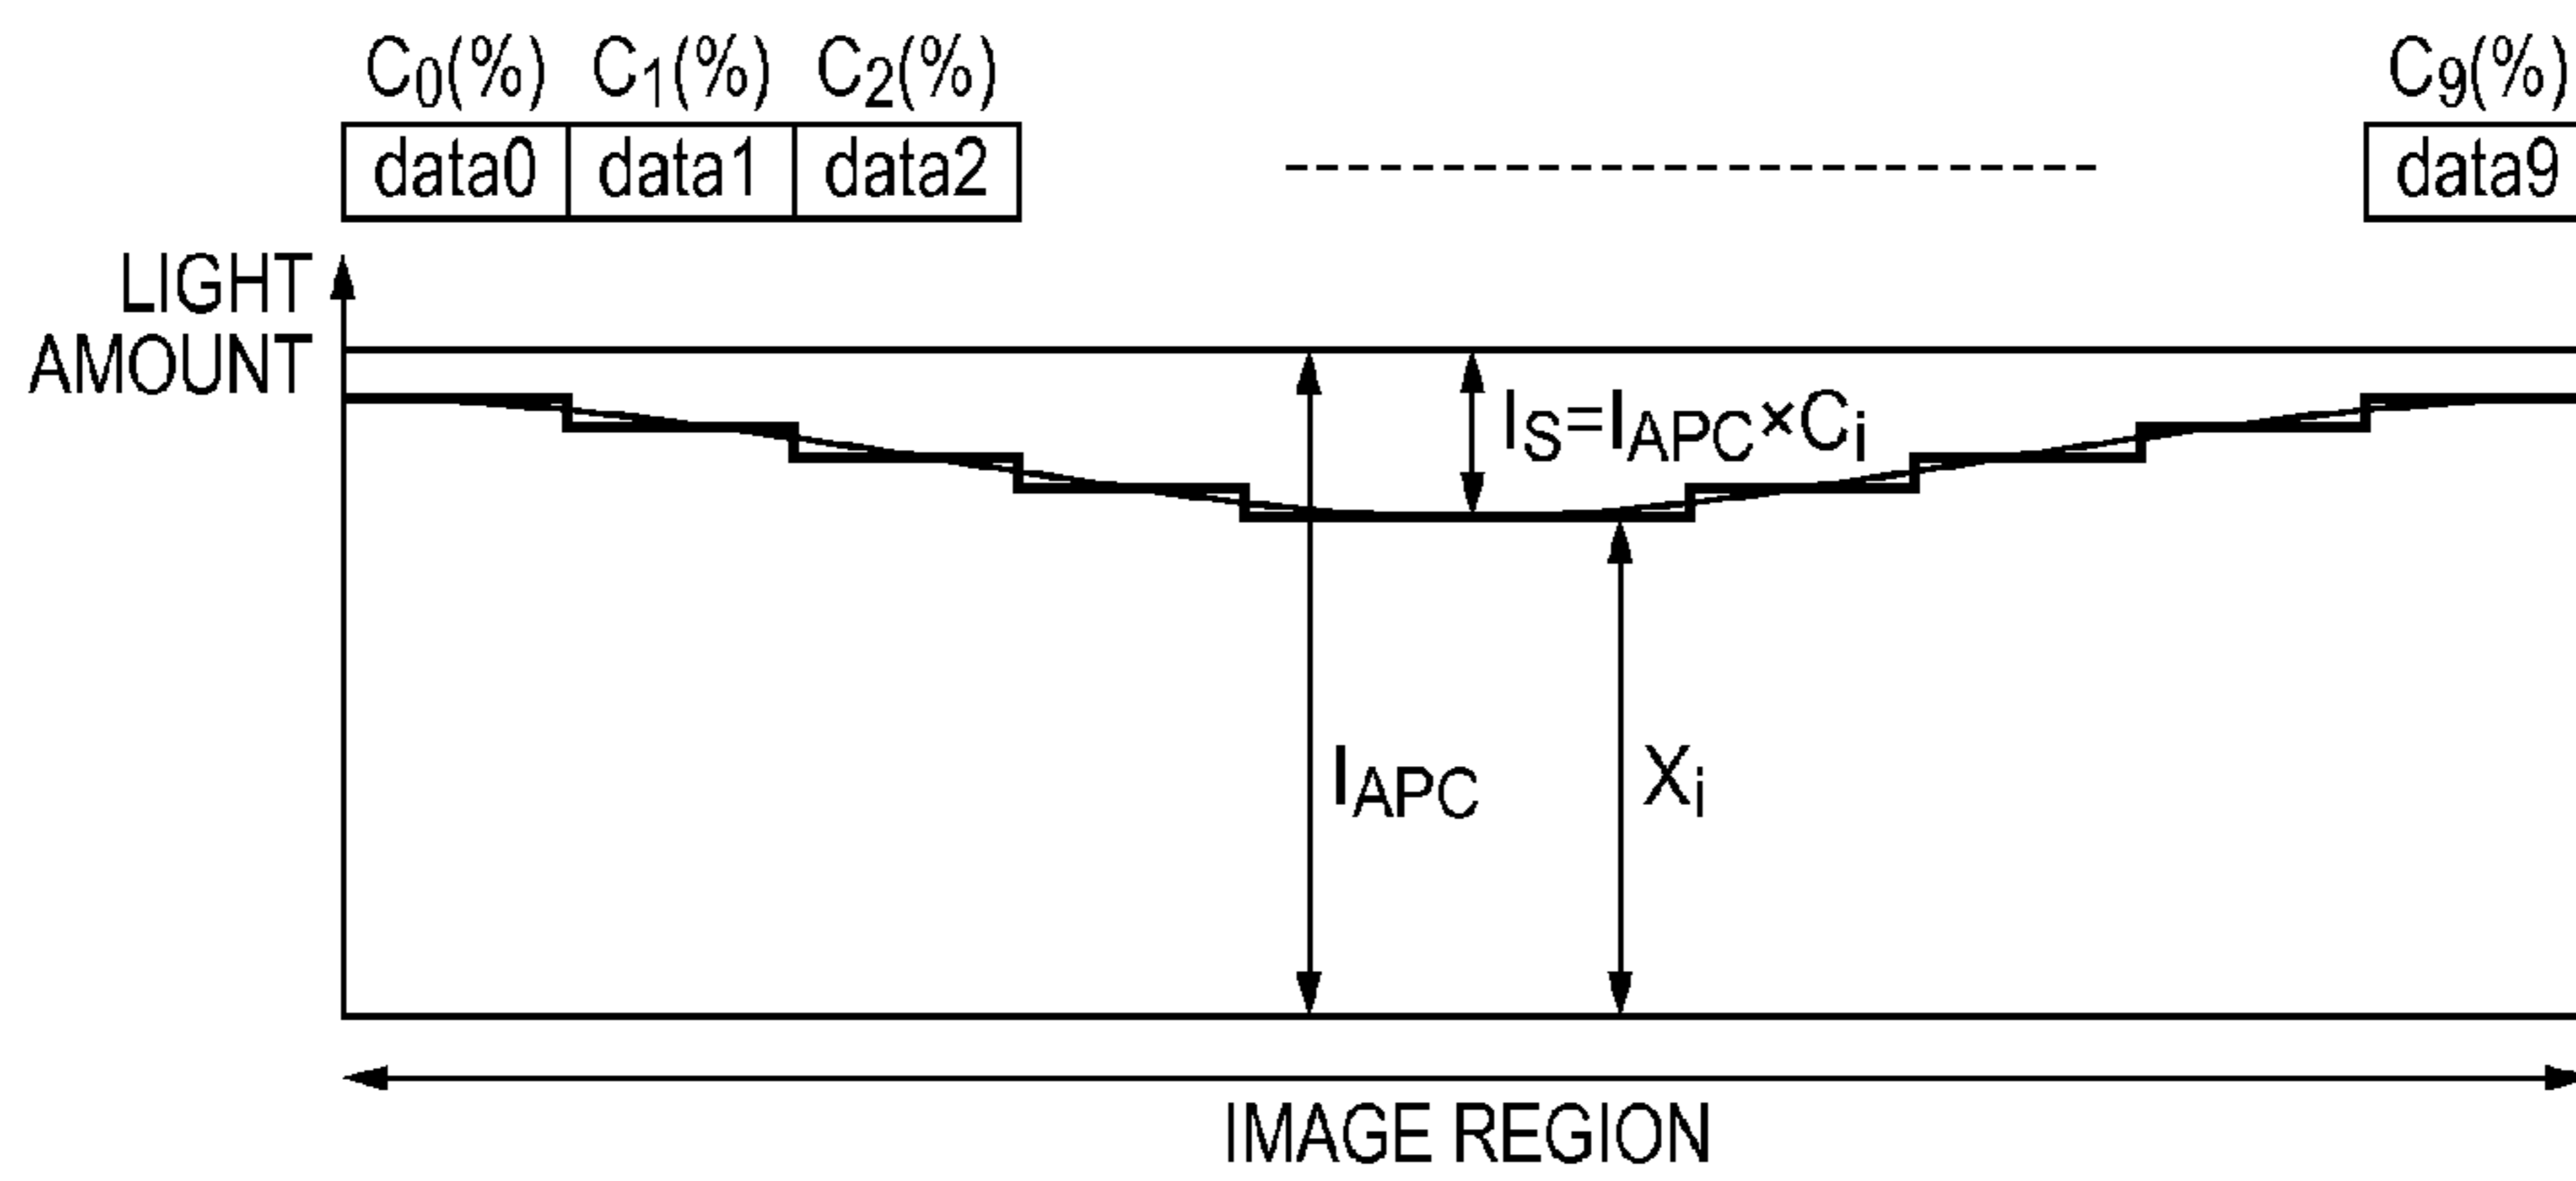 C0(%) C1(%) C2(%) C9(%)
data0 data1 data2 data9
LIGHT
AMOUNT
IS=IAPC×Ci
IAPC
Xi
IMAGE REGION